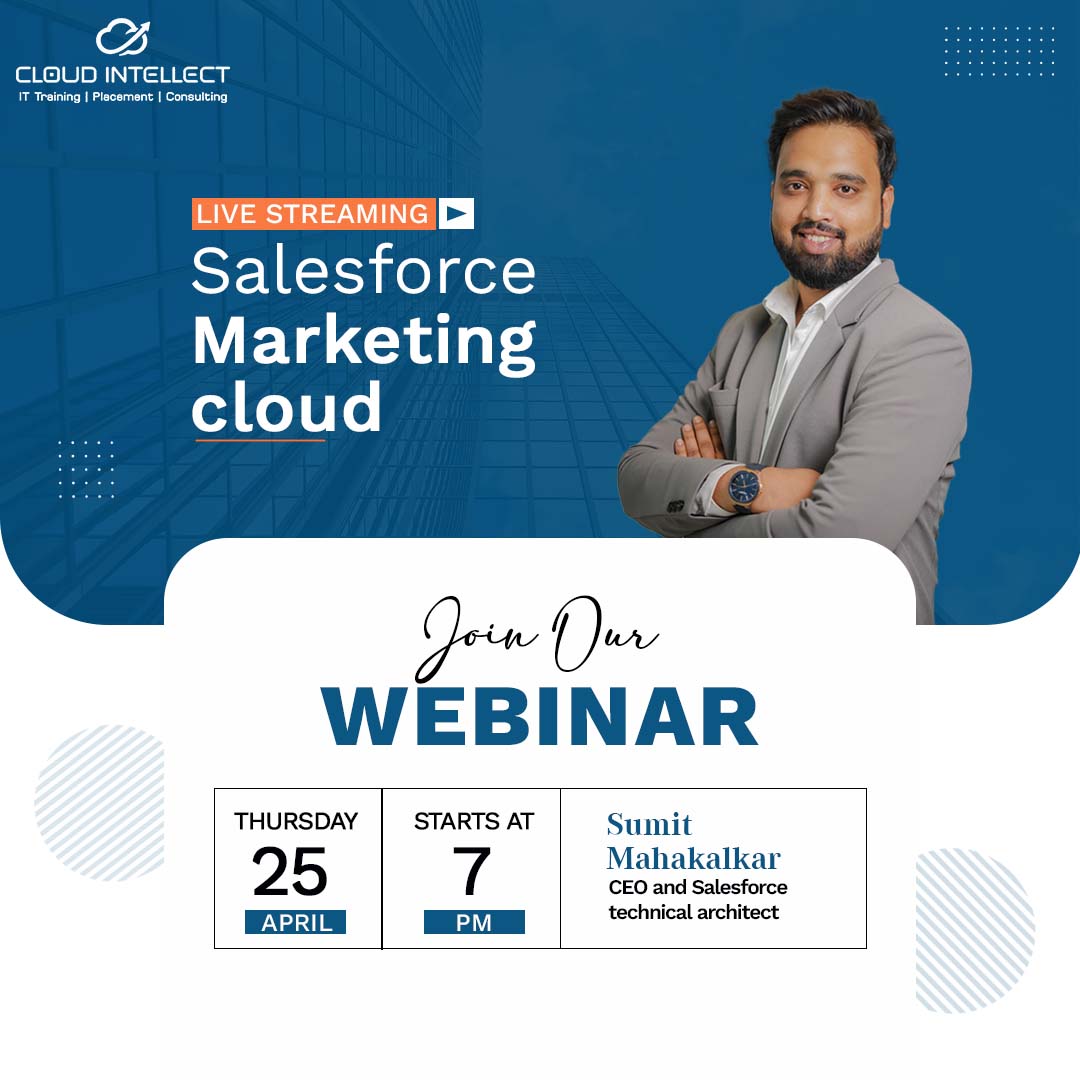 CLOUD INTELLECT
IT Training | Placement | Consulting
LIVE STREAMING
Salesforce
Marketing
cloud
Join Our
WEBINAR
THURSDAY
25
APRIL
STARTS AT
7
PM
Sumit
Mahakalkar
CEO and Salesforce
technical architect